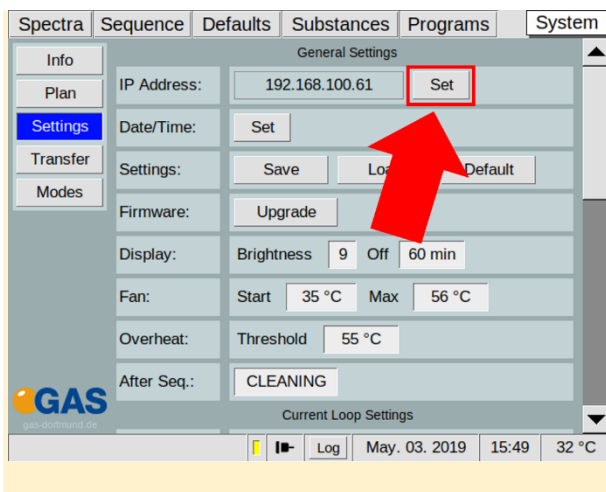 Spectra Sequence Defaults Substances Programs System
Info
Plan
Settings
Transfer
Modes
General Settings
IP Address: 192.168.100.61 Set
Date/Time: Set
Settings: Save Default
Firmware: Upgrade
Display: Brightness 9 Off 60 min
Fan: Start 35 °C Max 56 °C
Overheat: Threshold 55 °C
After Seq.: CLEANING
Current Loop Settings
GAS
gas-dortmund.de
Log May. 03. 2019 15:49 32 °C